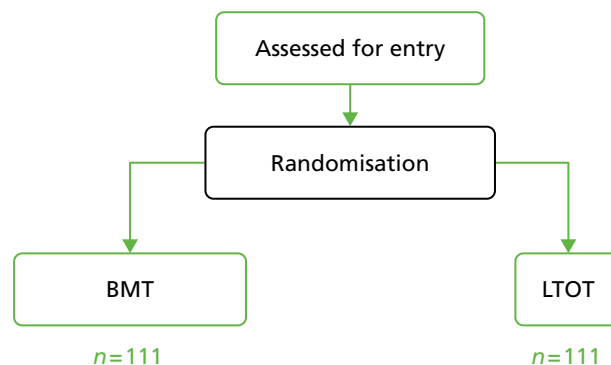 Assessed for entry
Randomisation
BMT
LTOT
n=111
n=111